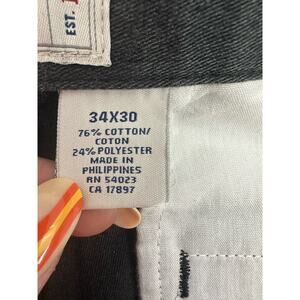 EST.
34X30
76% COTTON/
COTON
24% POLYESTER
MADE IN
PHILIPPINES
RN 54023
CA 17897